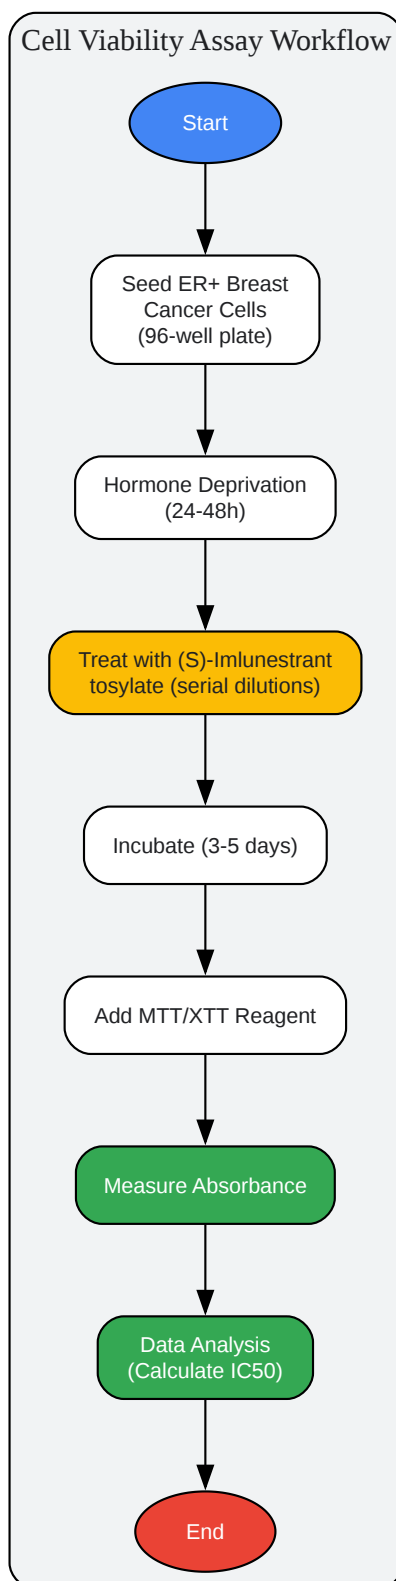 Cell Viability Assay Workflow
Start
Seed ER+ Breast
Cancer Cells
(96-well plate)
Hormone Deprivation
(24-48h)
Treat with (S)-Imlunestrant
tosylate (serial dilutions)
Incubate (3-5 days)
Add MTT/XTT Reagent
Measure Absorbance
Data Analysis
(Calculate IC50)
End